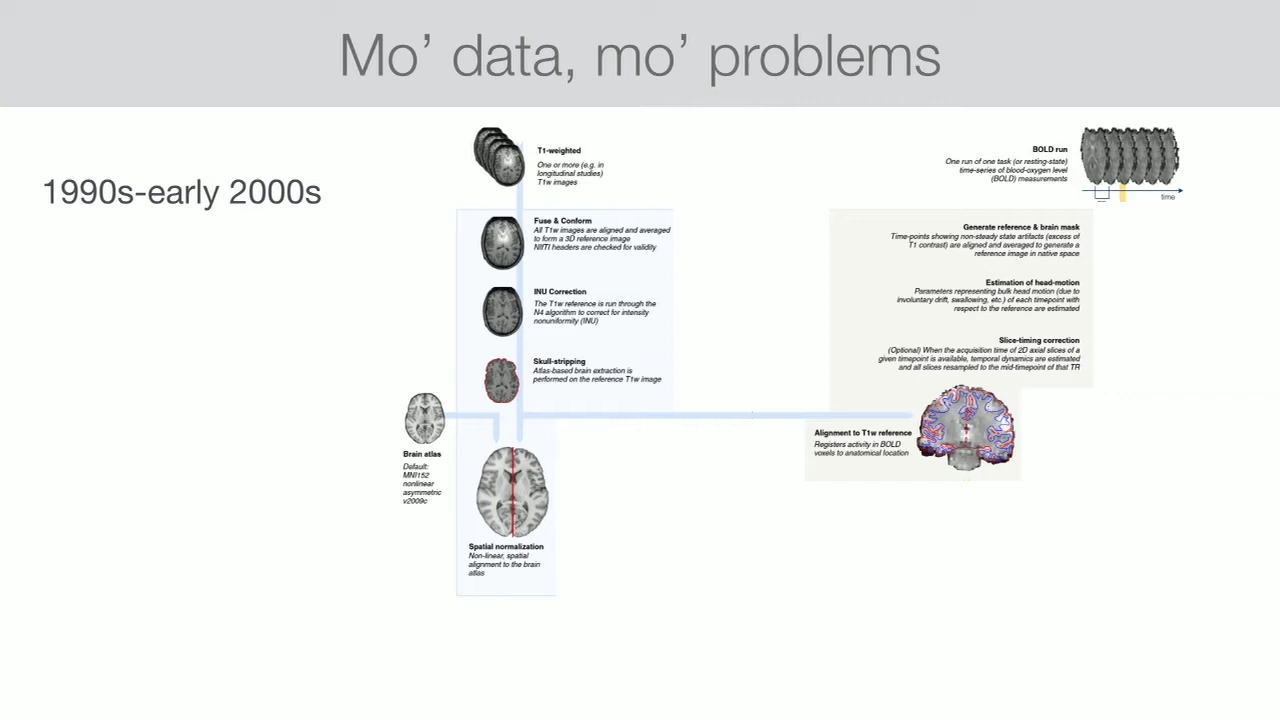 Mo’ data, mo’ problems
1990s-early 2000s
T1-weighted
One or more (e.g. in
longitudinal studies)
T1w images
Fuse & Conform
All T1w images are aligned and averaged
to form a 3D reference image
NIfTI headers are checked for validity
INU Correction
The T1w reference is run through the
N4 algorithm to correct for intensity
nonuniformity (INU)
Skull-stripping
Atlas-based brain extraction is
performed on the reference T1w image
Brain atlas
Default:
MNI152
nonlinear
asymmetric
v2009c
Spatial normalization
Non-linear, spatial
alignment to the brain
atlas
BOLD run
One run of one task (or resting-state)
time-series of blood-oxygen level
(BOLD) measurements
time
Generate reference & brain mask
Time-points showing non-steady state artifacts (excess of
T1 contrast) are aligned and averaged to generate a
reference image in native space
Estimation of head-motion
Parameters representing bulk head motion (due to
involuntary drift, swallowing, etc.) of each timepoint with
respect to the reference are estimated
Slice-timing correction
(Optional) When the acquisition time of 2D axial slices of a
given timepoint is available, temporal dynamics are estimated
and all slices resampled to the mid-timepoint of that TR
Alignment to T1w reference
Registers activity in BOLD
voxels to anatomical location